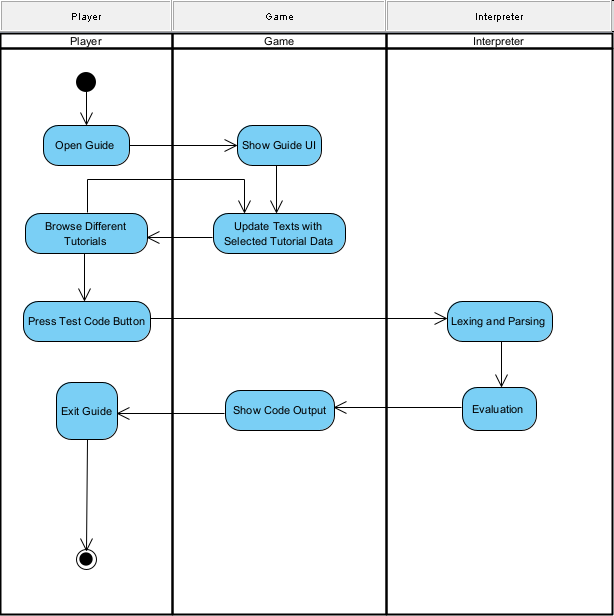 Player
Game
Interpreter
Player
Game
Interpreter
Open Guide
Show Guide UI
Browse Different
Tutorials
Update Texts with
Selected Tutorial Data
Press Test Code Button
Lexing and Parsing
Exit Guide
Show Code Output
Evaluation